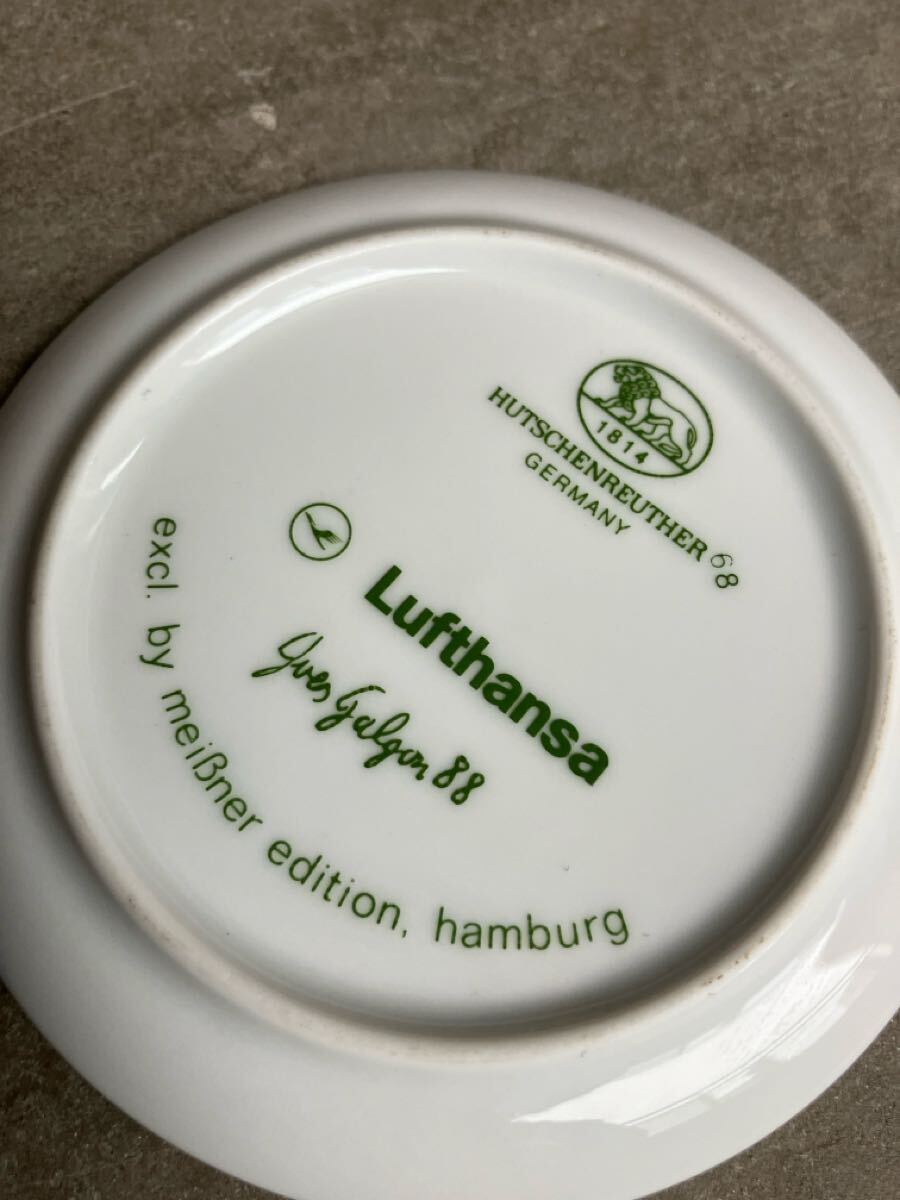 1814
HUTSCHENREUTHER 68
GERMANY
Lufthansa
Yves Galgon 88
excl. by meißner edition, hamburg